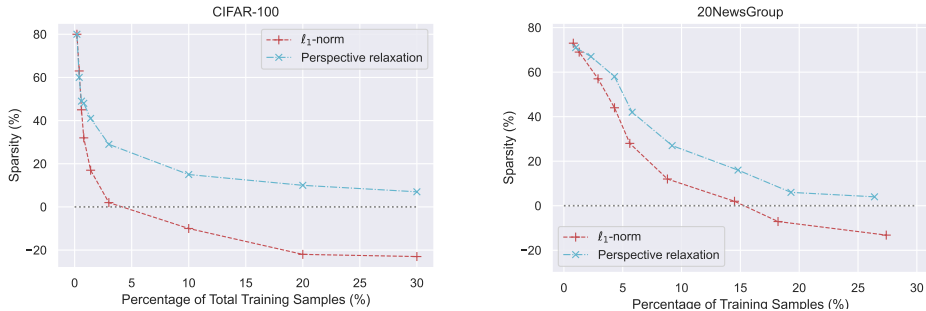 CIFAR-100
80
60
40
20
0
−20
Sparsity (%)
ℓ1-norm
Perspective relaxation
0 5 10 15 20 25 30
Percentage of Total Training Samples (%)
20NewsGroup
80
60
40
20
0
−20
Sparsity (%)
ℓ1-norm
Perspective relaxation
0 5 10 15 20 25 30
Percentage of Training Samples (%)